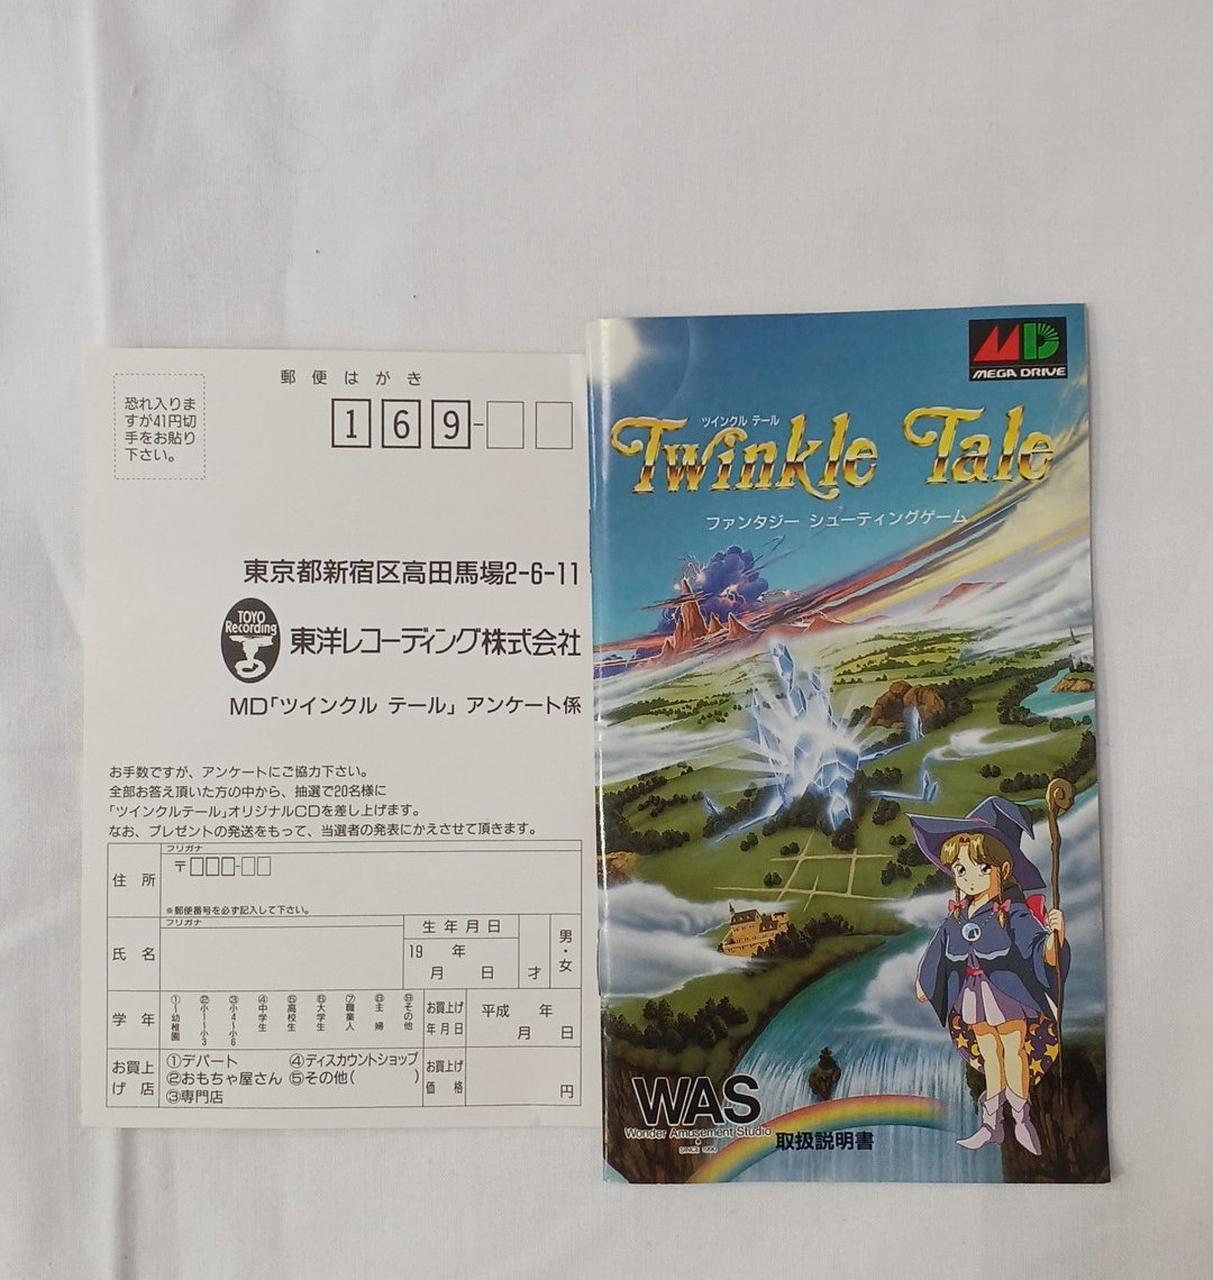 郵便はがき
恐れ入りま
すが41円切
手をお貼り
下さい。
169-
東京都新宿区高田馬場2-6-11
TOYO
Recording
東洋レコーディング株式会社
MD「ツインクル テール」 アンケート係
お手数ですが、アンケートにご協力下さい。
全部お答え頂いた方の中から、抽選で20名様に
「ツインクルテール」オリジナルCDを差し上げます。
なお、プレゼントの発送をもって、当選者の発表にかえさせて頂きます。
住 所
フリガナ
〒□□□-□□
※郵便番号を必ず記入して下さい。
氏 名
フリガナ
生年月日
19 年
月 日
才
男・女
学 年
①〜幼稚園
②小1〜小3
③小4〜小6
④中学生
⑤高校生
⑥大学生
⑦職業人
⑧主 婦
⑨その他
お買上げ
年月日
平成 年
月 日
お買上
げ店
①デパート ④ディスカウントショップ
②おもちゃ屋さん ⑤その他( )
③専門店
お買上げ
価 格
円
MD
MEGA DRIVE
ツインクル テール
Twinkle Tale
ファンタジー シューティングゲーム
WAS
Wonder Amusement Studio
SINCE 1990
取扱説明書